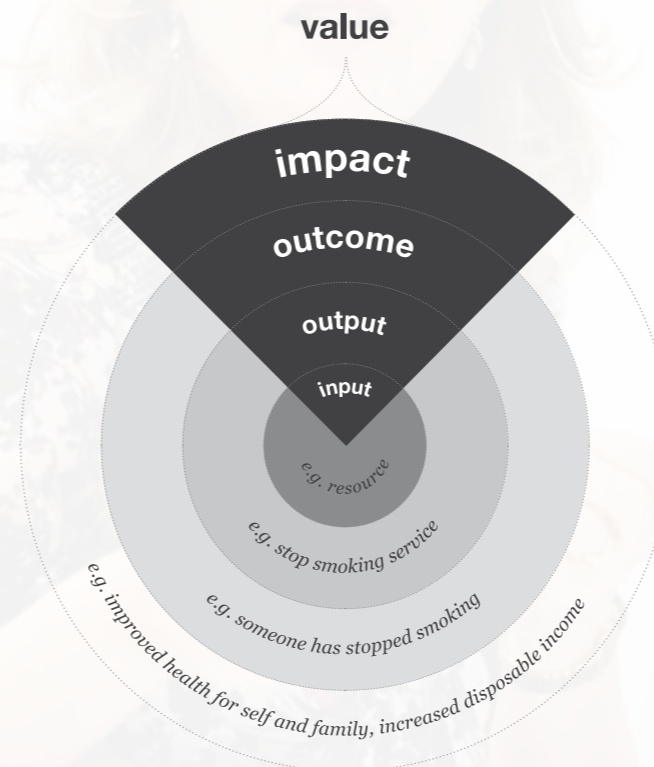 value
impact
outcome
output
input
e.g. resource
e.g. stop smoking service
e.g. someone has stopped smoking
e.g. improved health for self and family, increased disposable income